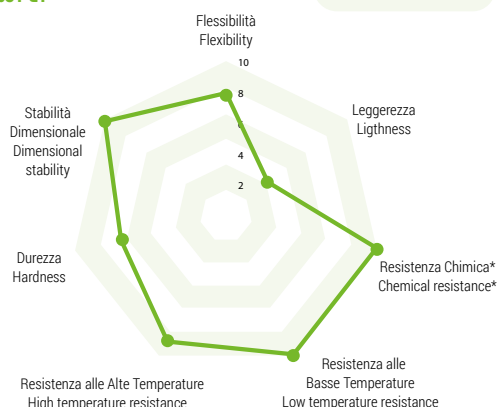 Flessibilità
Flexibility
10
8
6
4
2
Leggerezza
Ligthness
Stabilità
Dimensionale
Dimensional
stability
Durezza
Hardness
Resistenza Chimica*
Chemical resistance*
Resistenza alle
Basse Temperature
Low temperature resistance
Resistenza alle Alte Temperature
High temperature resistance